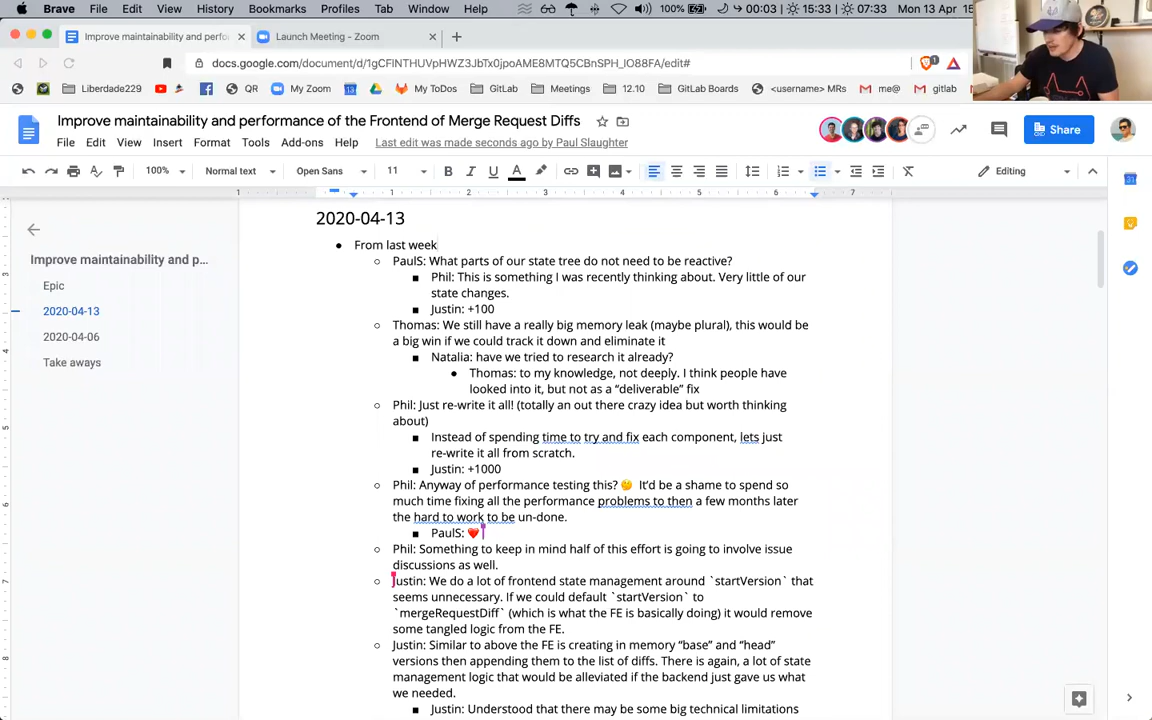 Brave File Edit View History Bookmarks Profiles Tab Window Help 100% 00:03 15:33 07:33 Mon 13 Apr
Improve maintainability and perfo Launch Meeting - Zoom
docs.google.com/document/d/1gCFINTHUVpHWZ3JbTx0jpoAME8MTQ5CBnSPH_lO88FA/edit#
Liberdade229 QR My Zoom My ToDos GitLab Meetings 12.10 GitLab Boards <username> MRs me@ gitlab
Improve maintainability and performance of the Frontend of Merge Request Diffs
Share
File Edit View Insert Format Tools Add-ons Help Last edit was made seconds ago by Paul Slaughter
100% Normal text Open Sans 11 Editing
1 1 2 3 4 5 6 7
Improve maintainability and p...
Epic
2020-04-13
2020-04-06
Take aways
2020-04-13
● From last week
○ PaulS: What parts of our state tree do not need to be reactive?
■ Phil: This is something I was recently thinking about. Very little of our
state changes.
■ Justin: +100
○ Thomas: We still have a really big memory leak (maybe plural), this would be
a big win if we could track it down and eliminate it
■ Natalia: have we tried to research it already?
● Thomas: to my knowledge, not deeply. I think people have
looked into it, but not as a “deliverable” fix
○ Phil: Just re-write it all! (totally an out there crazy idea but worth thinking
about)
■ Instead of spending time to try and fix each component, lets just
re-write it all from scratch.
■ Justin: +1000
○ Phil: Anyway of performance testing this? 🤔 It’d be a shame to spend so
much time fixing all the performance problems to then a few months later
the hard to work to be un-done.
■ PaulS: ❤️
○ Phil: Something to keep in mind half of this effort is going to involve issue
discussions as well.
○ Justin: We do a lot of frontend state management around `startVersion` that
seems unnecessary. If we could default `startVersion` to
`mergeRequestDiff` (which is what the FE is basically doing) it would remove
some tangled logic from the FE.
○ Justin: Similar to above the FE is creating in memory “base” and “head”
versions then appending them to the list of diffs. There is again, a lot of state
management logic that would be alleviated if the backend just gave us what
we needed.
■ Justin: Understood that there may be some big technical limitations